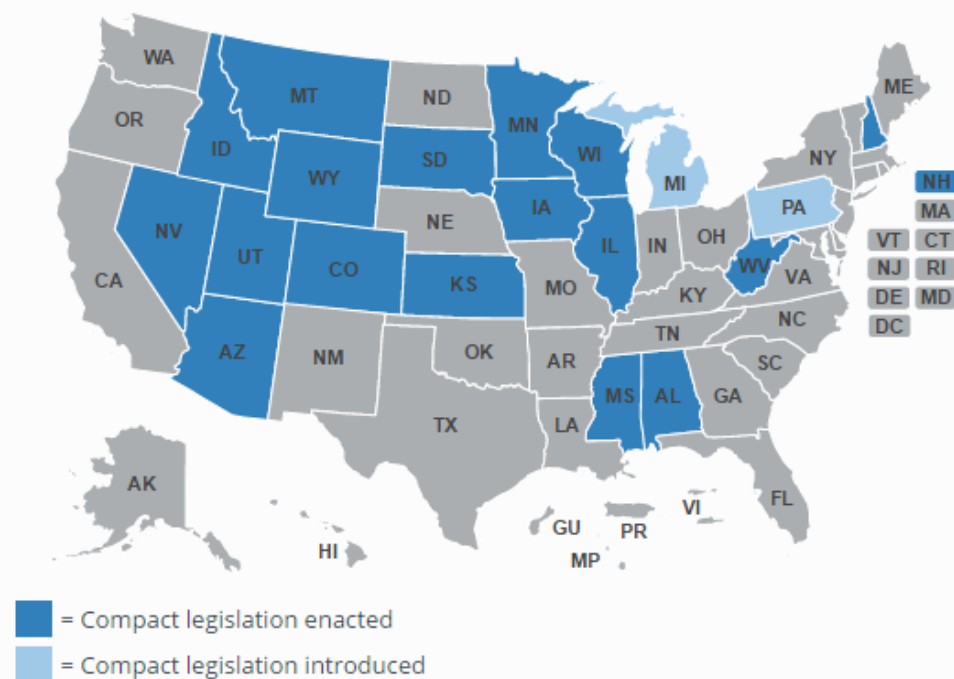 WA
MT
ND
MN
ME
OR
ID
SD
WI
NY
WY
MI
NH
MA
NV
NE
IA
PA
VT
CT
UT
CO
IL
IN
OH
WV
VA
NJ
RI
CA
KS
MO
KY
DE
MD
AZ
NM
OK
AR
TN
NC
DC
TX
LA
MS
AL
GA
SC
AK
HI
GU
MP
PR
VI
FL
= Compact legislation enacted
= Compact legislation introduced